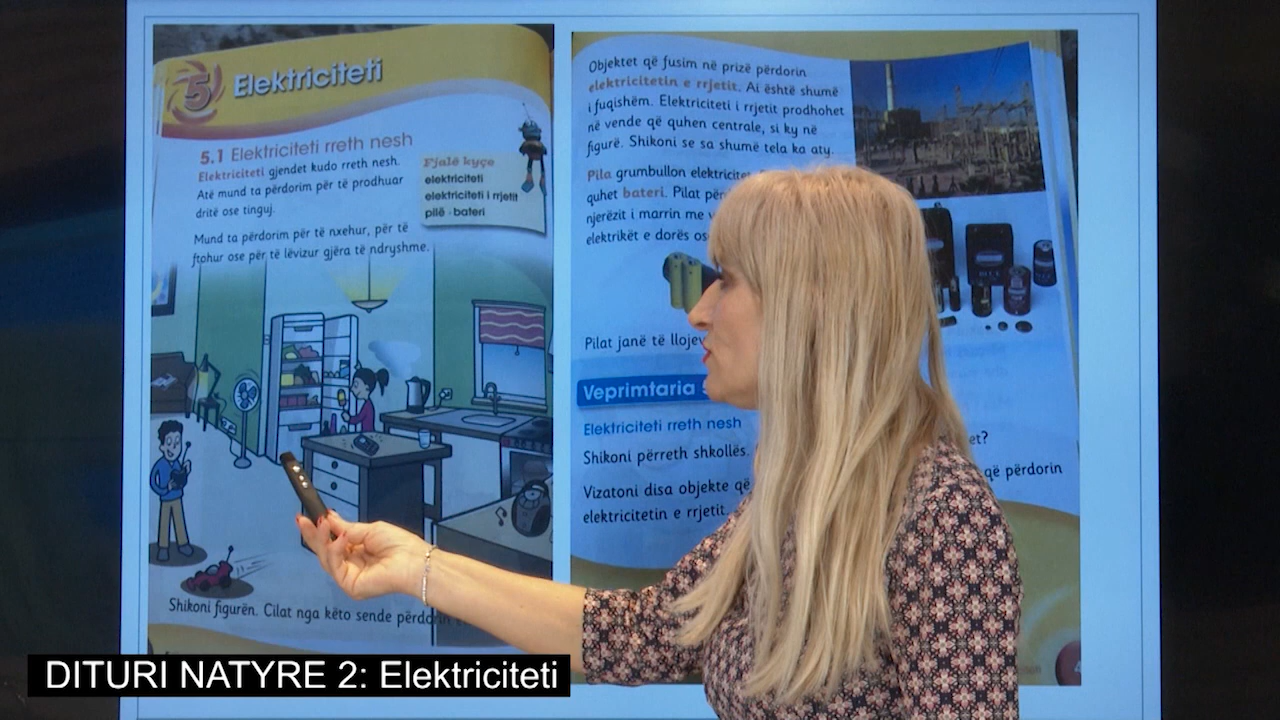 5 Elektriciteti
5.1 Elektriciteti rreth nesh
Elektriciteti gjendet kudo rreth nesh.
Atë mund ta përdorim për të prodhuar
dritë ose tinguj.
Mund ta përdorim për të nxehur, për të
ftohur ose për të lëvizur gjëra të ndryshme.
Fjalë kyçe
elektriciteti
elektriciteti i rrjetit
pilë - bateri
Shikoni figurën. Cilat nga këto sende
Objektet që fusim në prizë përdorin
elektricitetin e rrjetit. Ai është shumë
i fuqishëm. Elektriciteti i rrjetit prodhohet
në vende që quhen centrale, si ky në
figurë. Shikoni se sa shumë tela ka aty.
Pila grumbullon
quhet bateri. Pilat
njerëzit i marrin me
elektrikët e dorës
Pilat janë të
Veprimtaria
Elektriciteti rreth nesh
Shikoni përreth shkollës.
Vizatoni disa objekte që
që përdorin
elektricitetin e rrjetit.
DITURI NATYRE 2: Elektriciteti